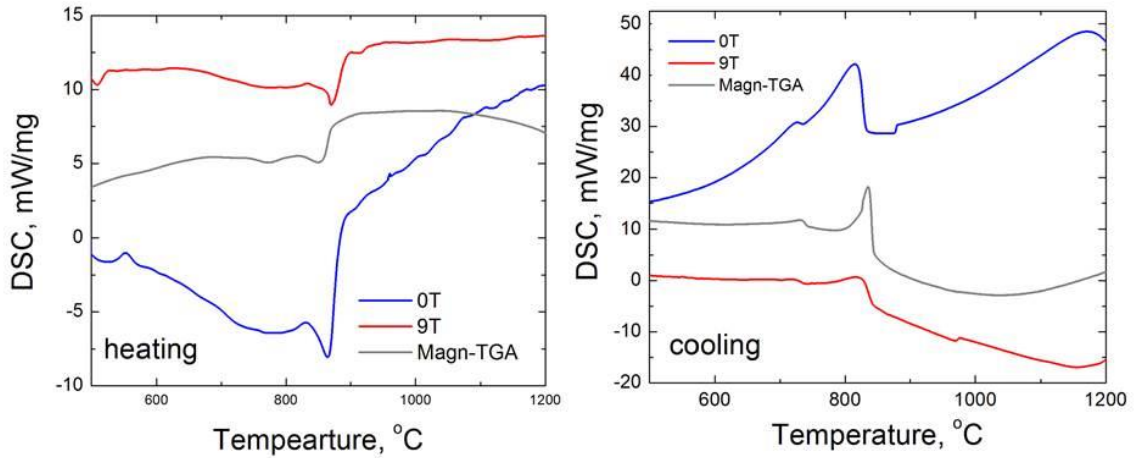 15
10
5
0
-5
-10
DSC, mW/mg
0T
9T
Magn-TGA
heating
600
800
1000
1200
Tempearture, °C
50
40
30
20
10
0
-10
-20
DSC, mW/mg
0T
9T
Magn-TGA
cooling
600
800
1000
1200
Temperature, °C